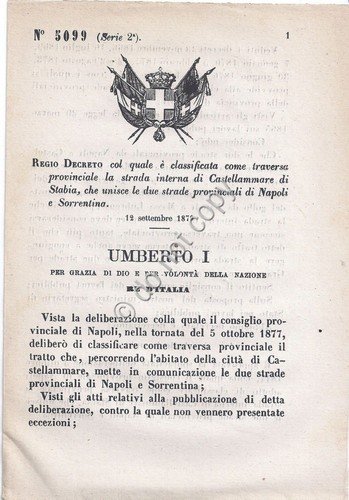 Nº 5099 (Serie 2ª). 1
REGIO DECRETO col quale è classificata come traversa
provinciale la strada interna di Castellammare di
Stabia, che unisce le due strade provinciali di Napoli
e Sorrentina.
12 settembre 1879
UMBERTO I
PER GRAZIA DI DIO E PER VOLONTÀ DELLA NAZIONE
RE D'ITALIA
Vista la deliberazione colla quale il consiglio pro-
vinciale di Napoli, nella tornata del 5 ottobre 1877,
deliberò di classificare come traversa provinciale il
tratto che, percorrendo l'abitato della città di Ca-
stellammare, mette in comunicazione le due strade
provinciali di Napoli e Sorrentina;
Visti gli atti relativi alla pubblicazione di detta
deliberazione, contro la quale non vennero presentate
eccezioni;
do not copy